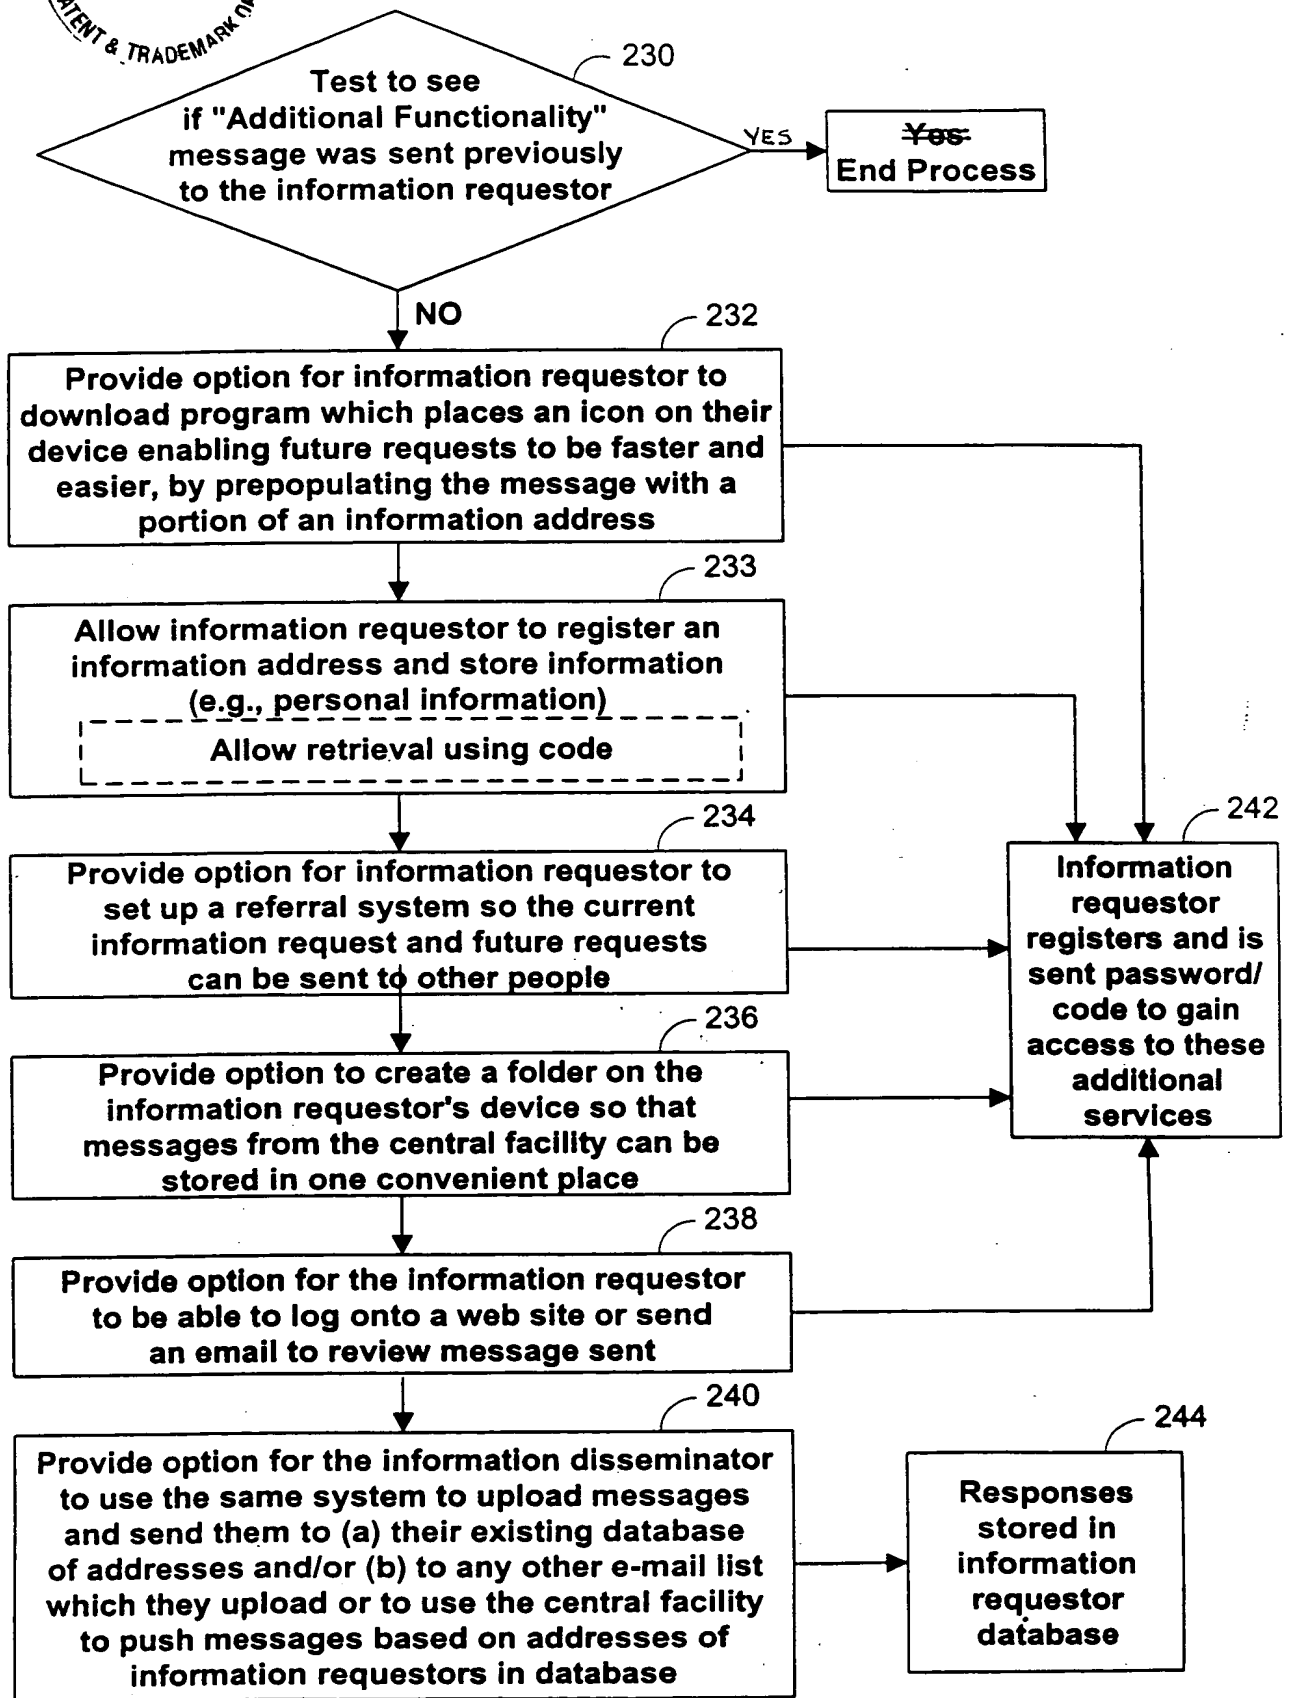 ATENT & TRADEMARK
230
Test to see
if "Additional Functionality"
message was sent previously
to the information requestor
YES
Yes
End Process
NO
232
Provide option for information requestor to
download program which places an icon on their
device enabling future requests to be faster and
easier, by prepopulating the message with a
portion of an information address
233
Allow information requestor to register an
information address and store information
(e.g., personal information)
Allow retrieval using code
234
Provide option for information requestor to
set up a referral system so the current
information request and future requests
can be sent to other people
242
Information
requestor
registers and is
sent password/
code to gain
access to these
additional
services
236
Provide option to create a folder on the
information requestor's device so that
messages from the central facility can be
stored in one convenient place
238
Provide option for the information requestor
to be able to log onto a web site or send
an email to review message sent
240
Provide option for the information disseminator
to use the same system to upload messages
and send them to (a) their existing database
of addresses and/or (b) to any other e-mail list
which they upload or to use the central facility
to push messages based on addresses of
information requestors in database
244
Responses
stored in
information
requestor
database